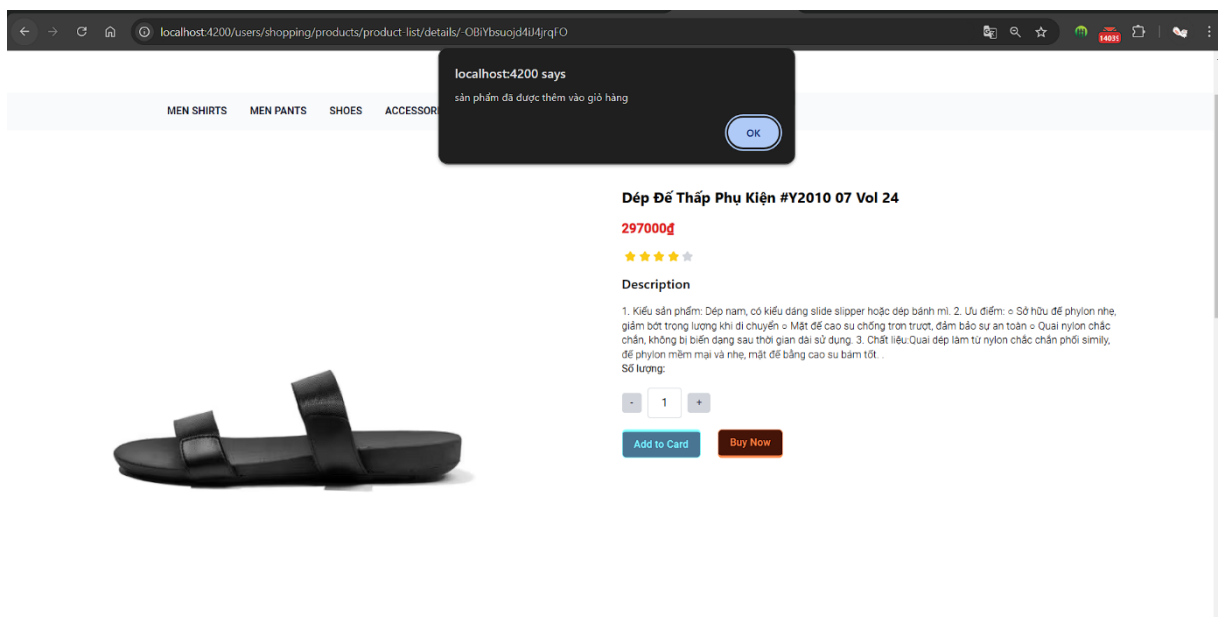 localhost:4200/users/shopping/products/product-list/details/-OBiYbsuojd4iJ4jrqFO
14035
localhost:4200 says
sản phẩm đã được thêm vào giỏ hàng
OK
MEN SHIRTS MEN PANTS SHOES
Dép Đế Thấp Phụ Kiện #Y2010 07 Vol 24
297000₫
Description
1. Kiểu sản phẩm: Dép nam, có kiểu dáng slide slipper hoặc dép bánh mì. 2. Ưu điểm: o Sở hữu đế phylon nhẹ,
giảm bớt trọng lượng khi di chuyển o Mặt đế cao su chống trơn trượt, đảm bảo sự an toàn o Quai nylon chắc
chắn, không bị biến dạng sau thời gian dài sử dụng. 3. Chất liệu:Quai dép làm từ nylon chắc chắn phối simily,
đế phylon mềm mại và nhẹ, mặt đế bằng cao su bám tốt. .
Số lượng:
- 1 +
Add to Card Buy Now